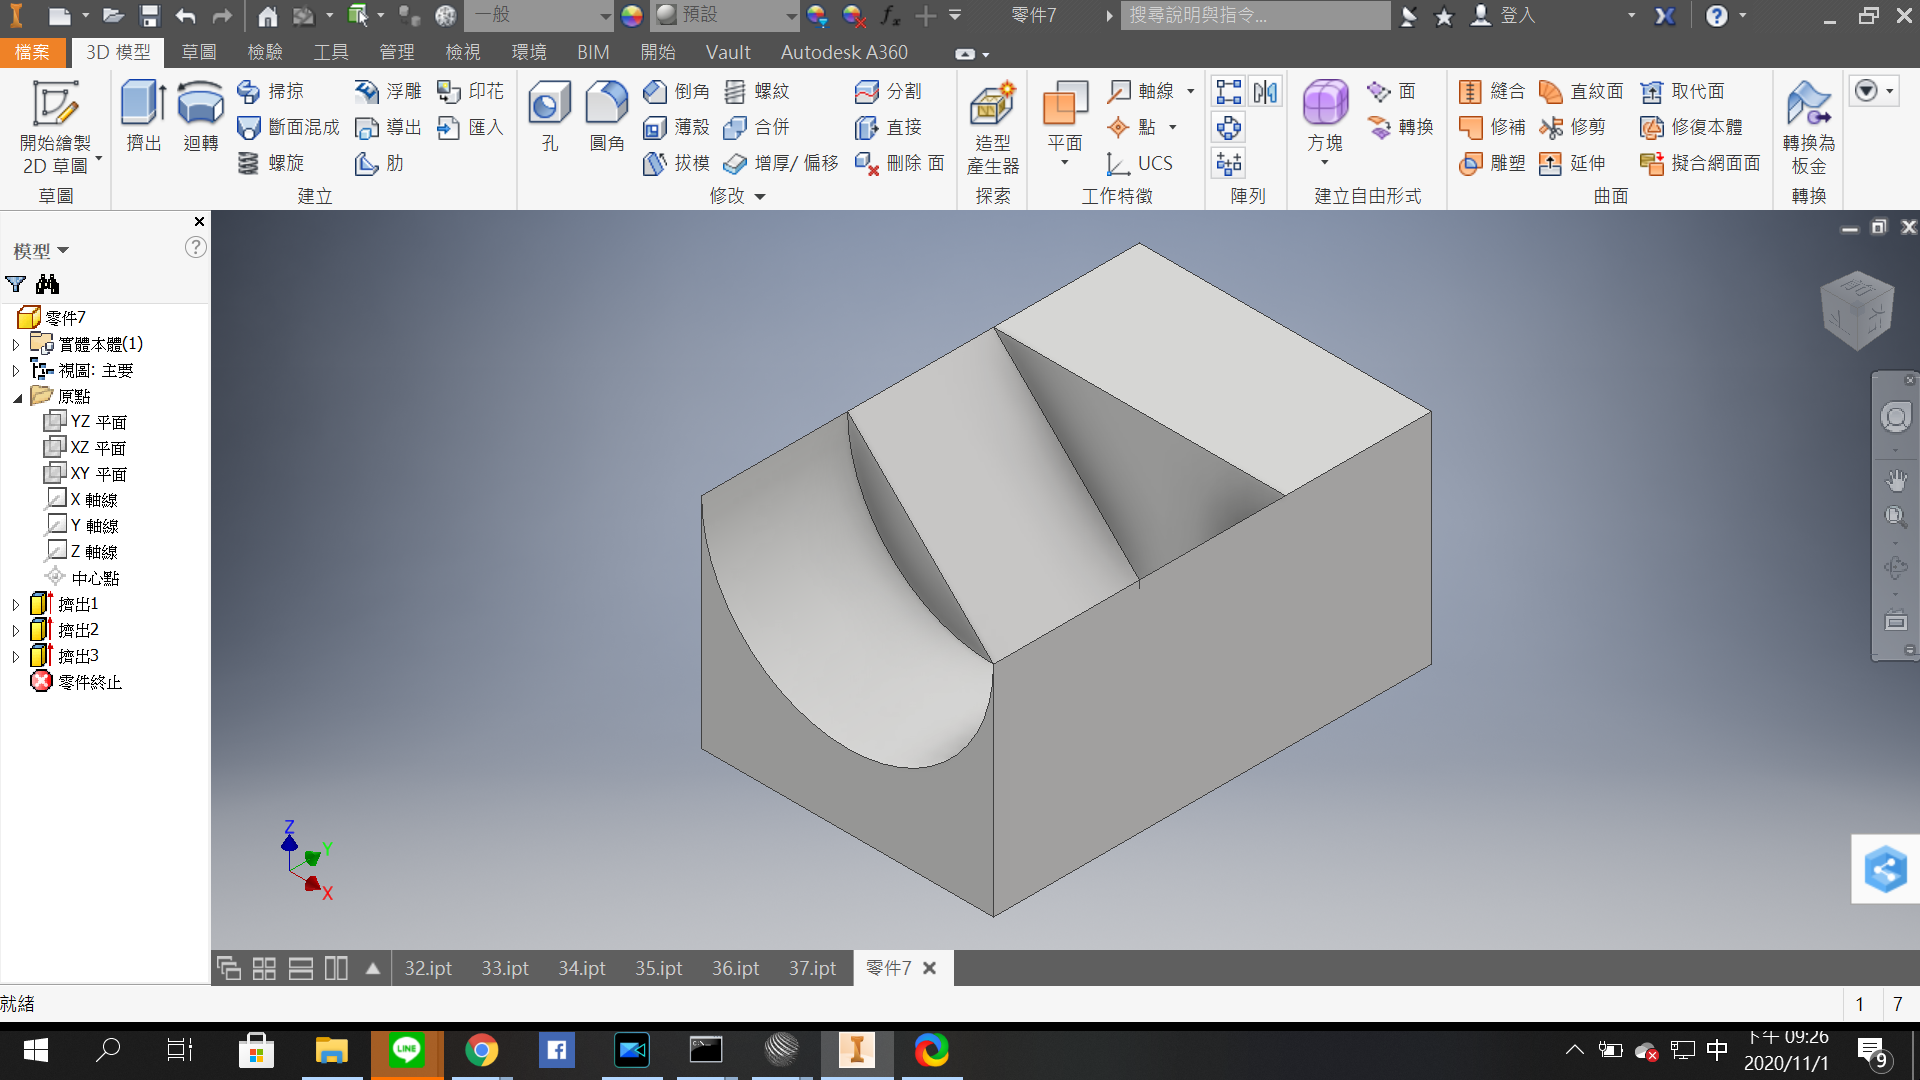 一般
預設
fx
零件7
搜尋說明與指令...
登入
檔案
3D 模型
草圖
檢驗
工具
管理
檢視
環境
BIM
開始
Vault
Autodesk A360
開始繪製
2D 草圖
草圖
擠出
迴轉
掃掠
斷面混成
螺旋
浮雕
導出
肋
印花
匯入
建立
孔
圓角
倒角
薄殼
拔模
螺紋
合併
增厚/ 偏移
分割
直接
刪除 面
修改
造型
產生器
探索
平面
軸線
點
UCS
工作特徵
陣列
方塊
面
轉換
建立自由形式
縫合
修補
雕塑
直紋面
修剪
延伸
取代面
修復本體
擬合網面面
曲面
轉換為
板金
轉換
模型
零件7
實體本體(1)
視圖: 主要
原點
YZ 平面
XZ 平面
XY 平面
X 軸線
Y 軸線
Z 軸線
中心點
擠出1
擠出2
擠出3
零件終止
Z
Y
X
32.ipt
33.ipt
34.ipt
35.ipt
36.ipt
37.ipt
零件7
就緒
1
7
LINE
中
下午 09:26
2020/11/1
9